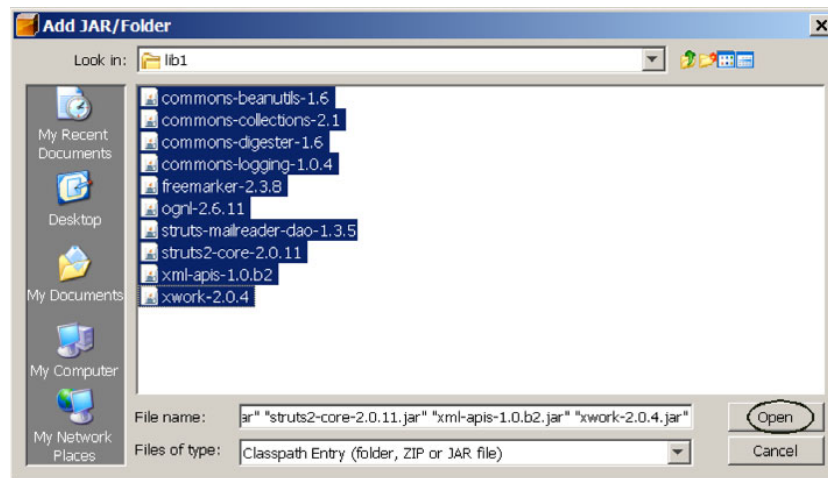 Add JAR/Folder
Look in: lib1
My Recent
Documents
Desktop
My Documents
My Computer
My Network
Places
commons-beanutils-1.6
commons-collections-2.1
commons-digester-1.6
commons-logging-1.0.4
freemarker-2.3.8
ognl-2.6.11
struts-mailreader-dao-1.3.5
struts2-core-2.0.11
xml-apis-1.0.b2
xwork-2.0.4
File name: ar" "struts2-core-2.0.11.jar" "xml-apis-1.0.b2.jar" "xwork-2.0.4.jar" Open
Files of type: Classpath Entry (folder, ZIP or JAR file) Cancel